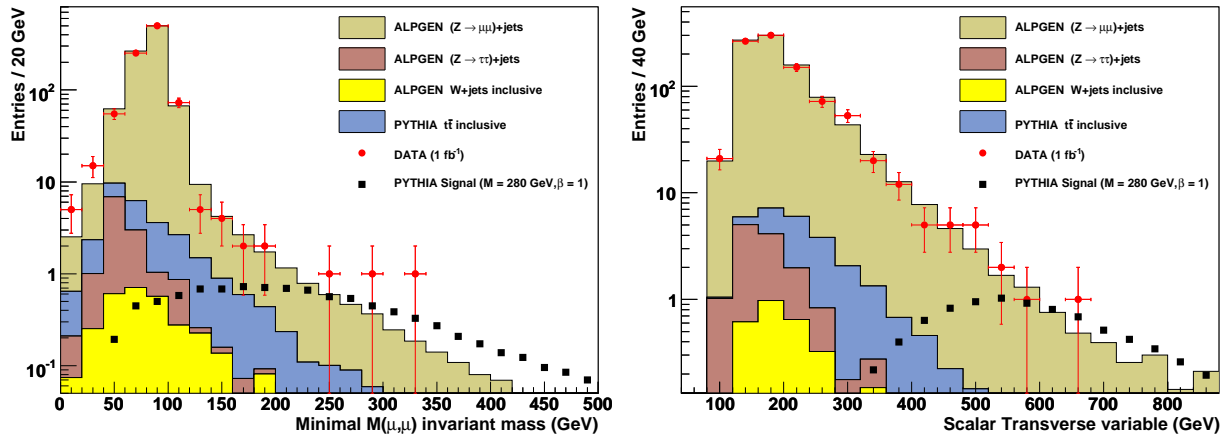 Entries / 20 GeV
10²
10
1
10⁻¹
ALPGEN (Z → μμ)+jets
ALPGEN (Z → ττ)+jets
ALPGEN W+jets inclusive
PYTHIA tt̄ inclusive
DATA (1 fb⁻¹)
PYTHIA Signal (M = 280 GeV,β = 1)
0 50 100 150 200 250 300 350 400 450 500
Minimal M(μ,μ) invariant mass (GeV)
Entries / 40 GeV
10²
10
1
10⁻¹
ALPGEN (Z → μμ)+jets
ALPGEN (Z → ττ)+jets
ALPGEN W+jets inclusive
PYTHIA tt̄ inclusive
DATA (1 fb⁻¹)
PYTHIA Signal (M = 280 GeV,β = 1)
100 200 300 400 500 600 700 800
Scalar Transverse variable (GeV)